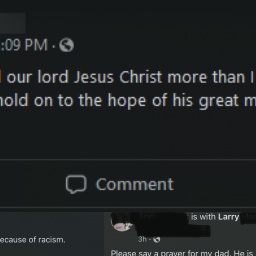 :09 PM ·
our lord Jesus Christ more than I
hold on to the hope of his great m
Comment
is with Larry
3h ·
ecause of racism.
Please say a prayer for my dad. He is